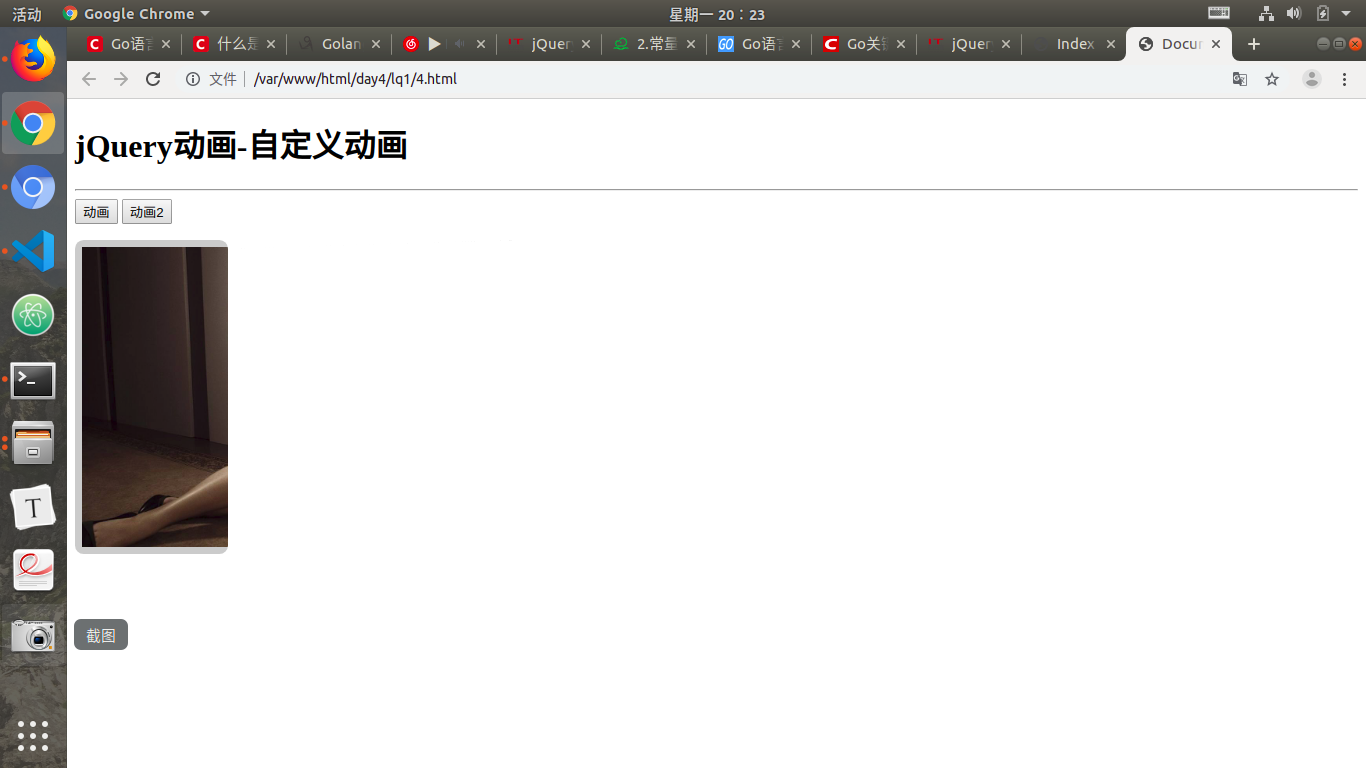 活动 Google Chrome 星期一 20：23
Go语言 什么是 Golan jQuer 2.常量 Go语言 Go关键 jQuer Index Docu
文件 /var/www/html/day4/lq1/4.html
jQuery动画-自定义动画
动画 动画2
截图